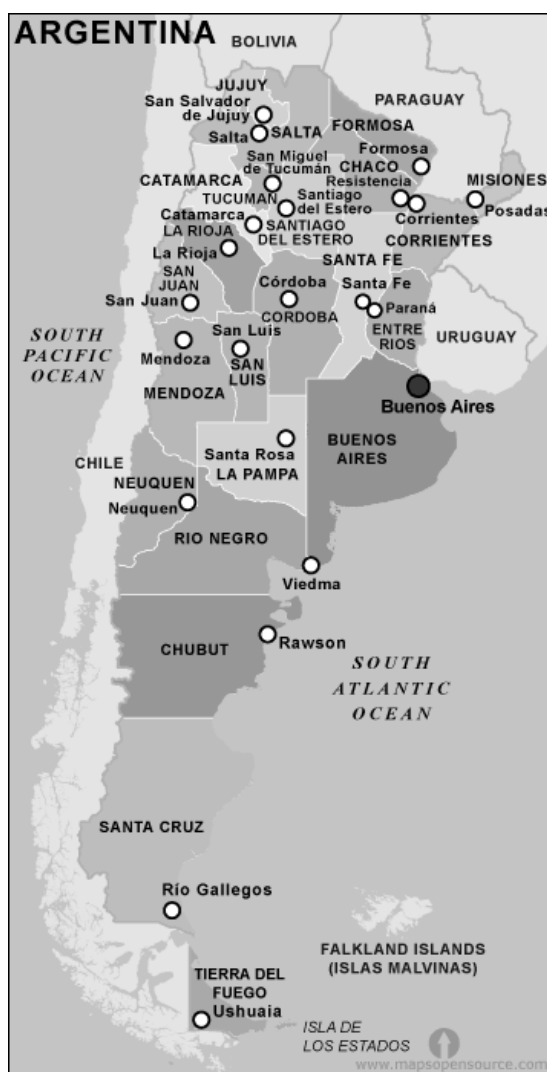 ARGENTINA
BOLIVIA
JUJUY
San Salvador
de Jujuy
PARAGUAY
Salta
SALTA
FORMOSA
Formosa
San Miguel
de Tucumán
CHACO
CATAMARCA
Resistencia
MISIONES
TUCUMAN
Santiago
del Estero
Catamarca
Corrientes
Posadas
LA RIOJA
SANTIAGO
DEL ESTERO
CORRIENTES
La Rioja
SANTA FE
SAN
JUAN
Córdoba
Santa Fe
San Juan
CORDOBA
Paraná
SOUTH
PACIFIC
OCEAN
San Luis
ENTRE
RIOS
URUGUAY
Mendoza
SAN
LUIS
MENDOZA
Buenos Aires
BUENOS
AIRES
Santa Rosa
LA PAMPA
CHILE
NEUQUEN
Neuquen
RIO NEGRO
Viedma
CHUBUT
Rawson
SOUTH
ATLANTIC
OCEAN
SANTA CRUZ
Río Gallegos
FALKLAND ISLANDS
(ISLAS MALVINAS)
TIERRA DEL
FUEGO
Ushuaia
ISLA DE
LOS ESTADOS
www.mapsopensource.com